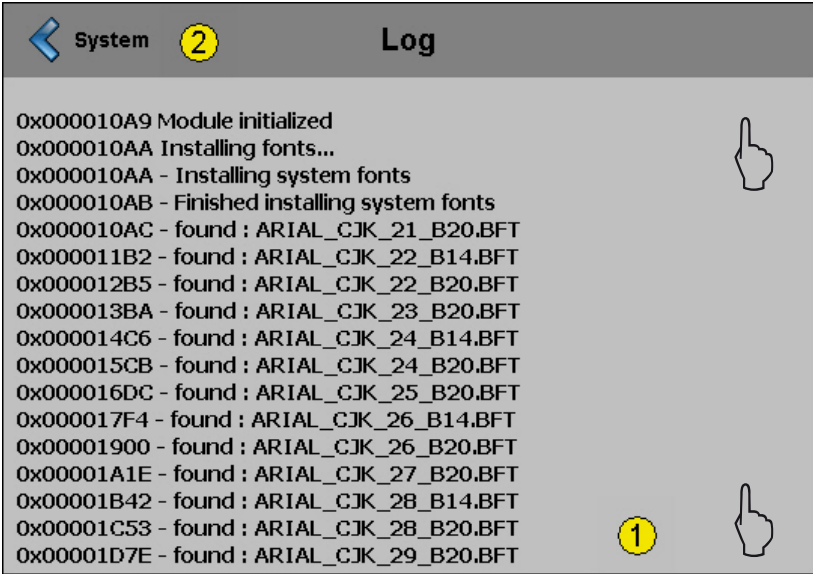 System
2
Log
0x000010A9 Module initialized
0x000010AA Installing fonts...
0x000010AA - Installing system fonts
0x000010AB - Finished installing system fonts
0x000010AC - found : ARIAL_CJK_21_B20.BFT
0x000011B2 - found : ARIAL_CJK_22_B14.BFT
0x000012B5 - found : ARIAL_CJK_22_B20.BFT
0x000013BA - found : ARIAL_CJK_23_B20.BFT
0x000014C6 - found : ARIAL_CJK_24_B14.BFT
0x000015CB - found : ARIAL_CJK_24_B20.BFT
0x000016DC - found : ARIAL_CJK_25_B20.BFT
0x000017F4 - found : ARIAL_CJK_26_B14.BFT
0x00001900 - found : ARIAL_CJK_26_B20.BFT
0x00001A1E - found : ARIAL_CJK_27_B20.BFT
0x00001B42 - found : ARIAL_CJK_28_B14.BFT
0x00001C53 - found : ARIAL_CJK_28_B20.BFT
1
0x00001D7E - found : ARIAL_CJK_29_B20.BFT